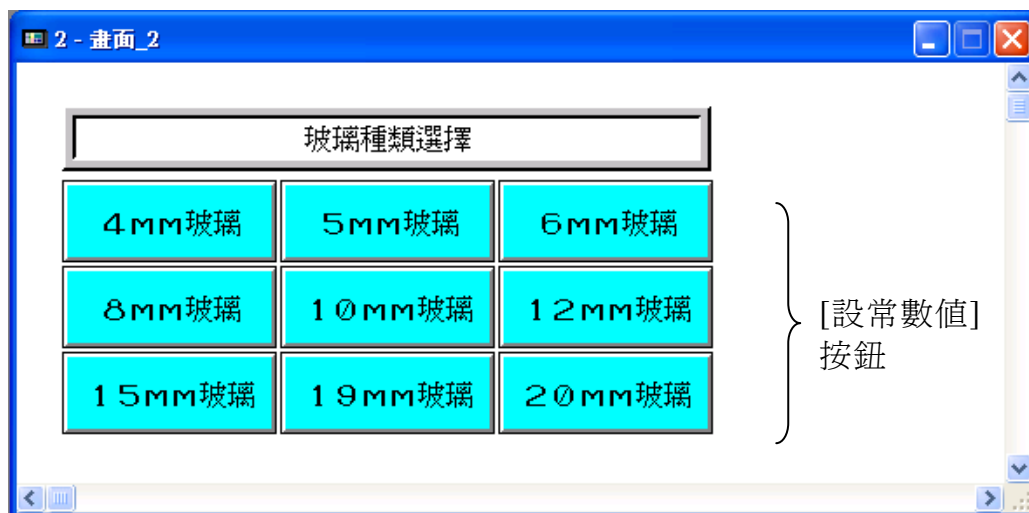 2 - 畫面_2
玻璃種類選擇
4mm玻璃 5mm玻璃 6mm玻璃
8mm玻璃 10mm玻璃 12mm玻璃
15mm玻璃 19mm玻璃 20mm玻璃
[設常數值]
按鈕